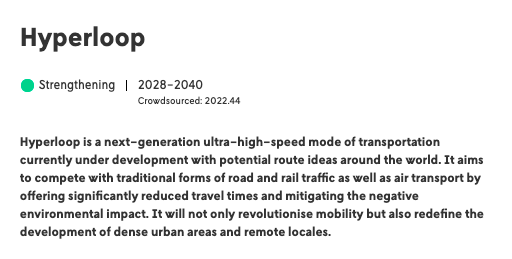 Hyperloop
Strengthening | 2028-2040
Crowdsourced: 2022.44
Hyperloop is a next-generation ultra-high-speed mode of transportation
currently under development with potential route ideas around the world. It aims
to compete with traditional forms of road and rail traffic as well as air transport by
offering significantly reduced travel times and mitigating the negative
environmental impact. It will not only revolutionise mobility but also redefine the
development of dense urban areas and remote locales.